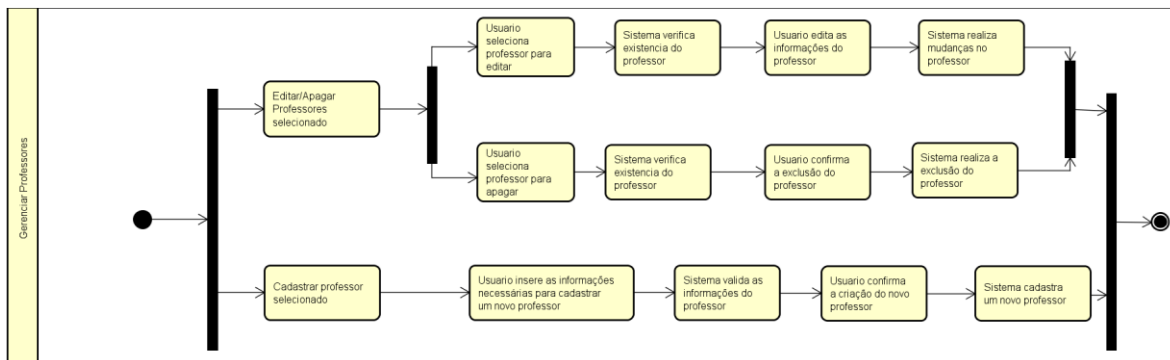 Gerenciar Professores
Usuario
seleciona
professor para
editar
Sistema verifica
existencia do
professor
Usuario edita as
informações do
professor
Sistema realiza
mudanças no
professor
Editar/Apagar
Professores
selecionado
Usuario
seleciona
professor para
apagar
Sistema verifica
existencia do
professor
Usuario confirma
a exclusão do
professor
Sistema realiza a
exclusão do
professor
Cadastrar professor
selecionado
Usuario insere as informações
necessárias para cadastrar
um novo professor
Sistema valida as
informações do
professor
Usuario confirma
a criação do novo
professor
Sistema cadastra
um novo professor